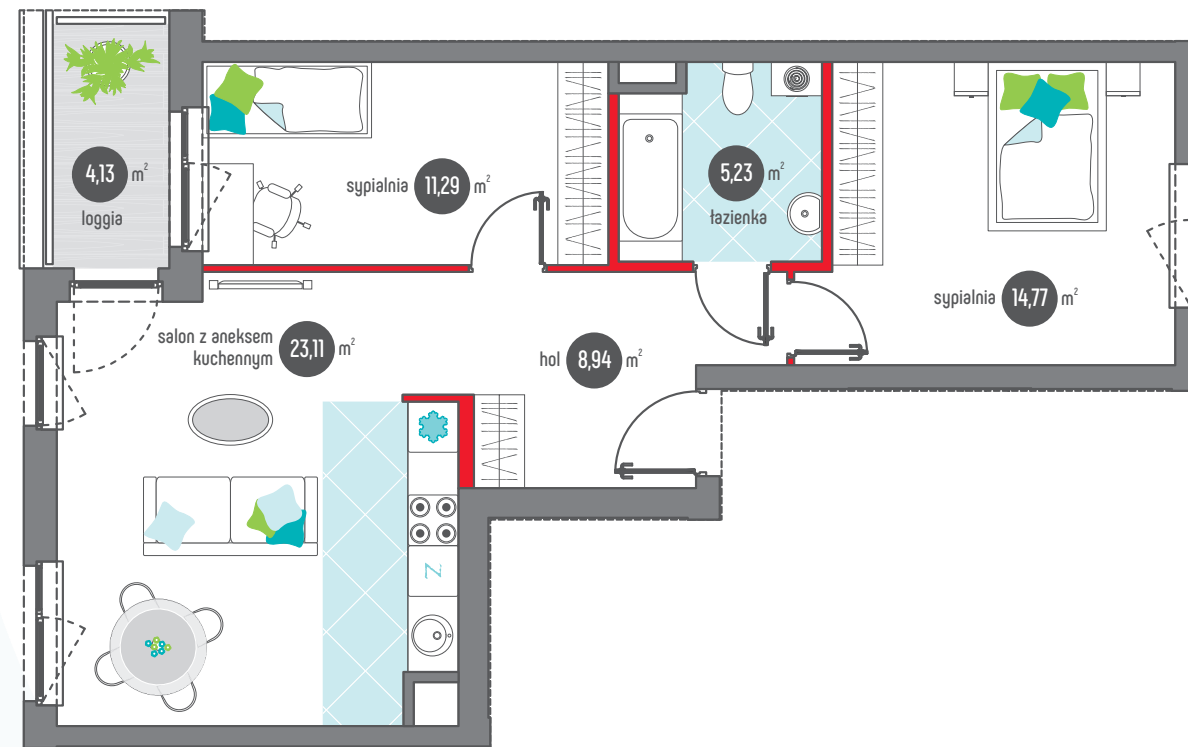 4,13 m²
loggia
sypialnia 11,29 m²
5,23 m²
łazienka
sypialnia 14,77 m²
salon z aneksem
kuchennym 23,11 m²
hol 8,94 m²
Z